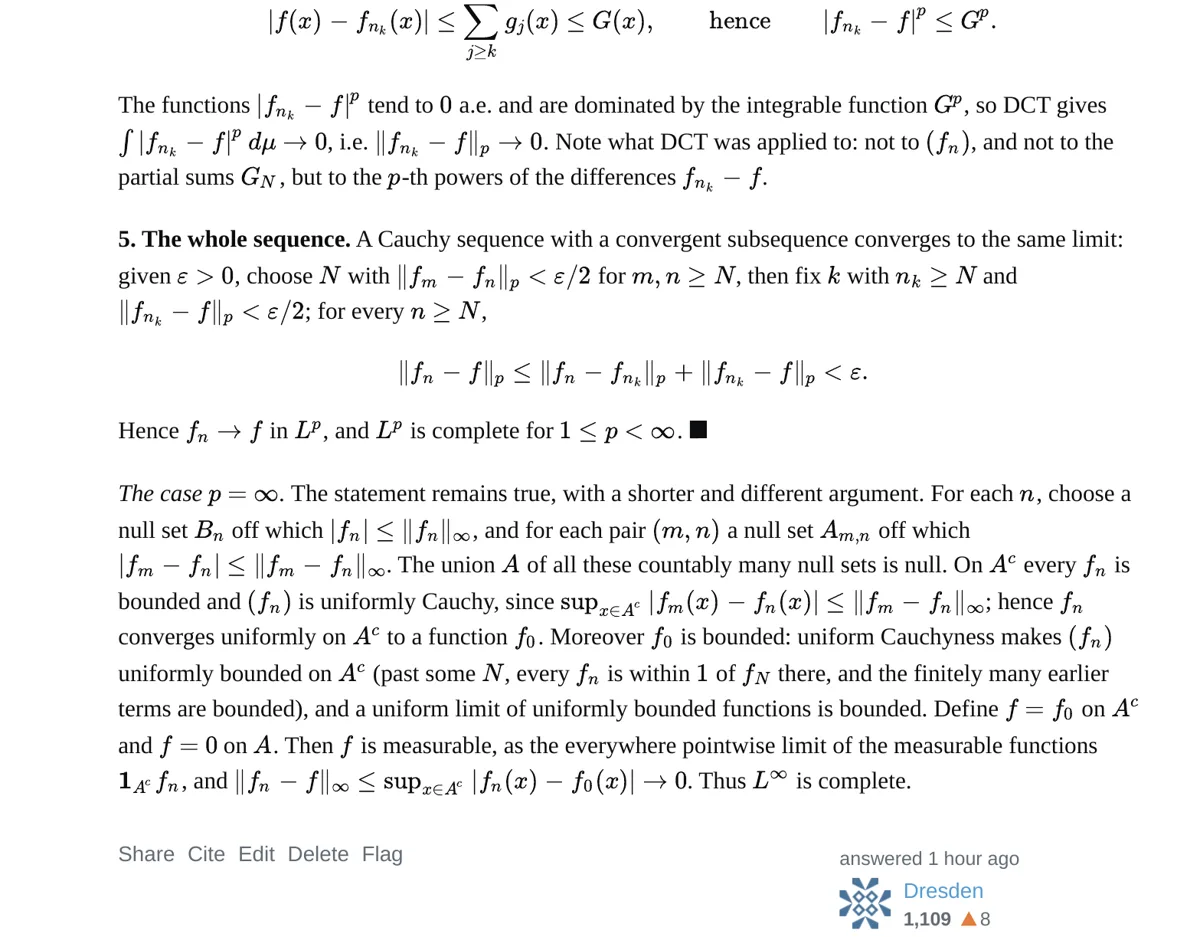 |f(x) − f_{n_k}(x)| ≤ ∑_{j≥k} g_j(x) ≤ G(x), hence |f_{n_k} − f|^p ≤ G^p.
The functions |f_{n_k} − f|^p tend to 0 a.e. and are dominated by the integrable function G^p, so DCT gives
∫ |f_{n_k} − f|^p dμ → 0, i.e. ‖f_{n_k} − f‖_p → 0. Note what DCT was applied to: not to (f_n), and not to the
partial sums G_N, but to the p-th powers of the differences f_{n_k} − f.
5. The whole sequence. A Cauchy sequence with a convergent subsequence converges to the same limit:
given ε > 0, choose N with ‖f_m − f_n‖_p < ε/2 for m, n ≥ N, then fix k with n_k ≥ N and
‖f_{n_k} − f‖_p < ε/2; for every n ≥ N,
‖f_n − f‖_p ≤ ‖f_n − f_{n_k}‖_p + ‖f_{n_k} − f‖_p < ε.
Hence f_n → f in L^p, and L^p is complete for 1 ≤ p < ∞. ■
The case p = ∞. The statement remains true, with a shorter and different argument. For each n, choose a
null set B_n off which |f_n| ≤ ‖f_n‖_∞, and for each pair (m, n) a null set A_{m,n} off which
|f_m − f_n| ≤ ‖f_m − f_n‖_∞. The union A of all these countably many null sets is null. On A^c every f_n is
bounded and (f_n) is uniformly Cauchy, since sup_{x∈A^c} |f_m(x) − f_n(x)| ≤ ‖f_m − f_n‖_∞; hence f_n
converges uniformly on A^c to a function f_0. Moreover f_0 is bounded: uniform Cauchyness makes (f_n)
uniformly bounded on A^c (past some N, every f_n is within 1 of f_N there, and the finitely many earlier
terms are bounded), and a uniform limit of uniformly bounded functions is bounded. Define f = f_0 on A^c
and f = 0 on A. Then f is measurable, as the everywhere pointwise limit of the measurable functions
1_{A^c} f_n, and ‖f_n − f‖_∞ ≤ sup_{x∈A^c} |f_n(x) − f_0(x)| → 0. Thus L^∞ is complete.
Share Cite Edit Delete Flag
answered 1 hour ago
Dresden
1,109 ▲8